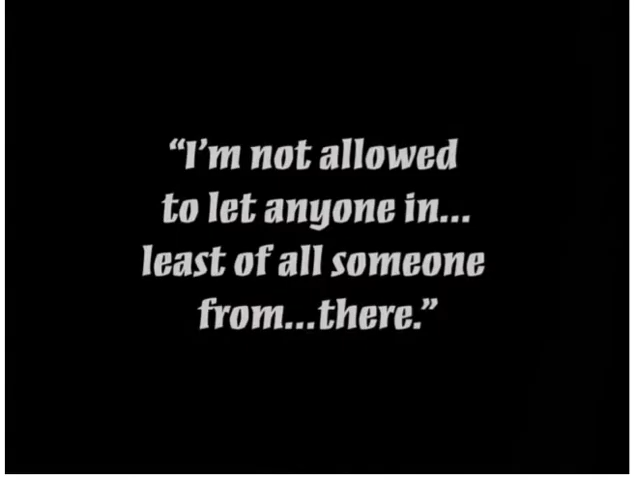 “I’m not allowed
to let anyone in...
least of all someone
from...there.”